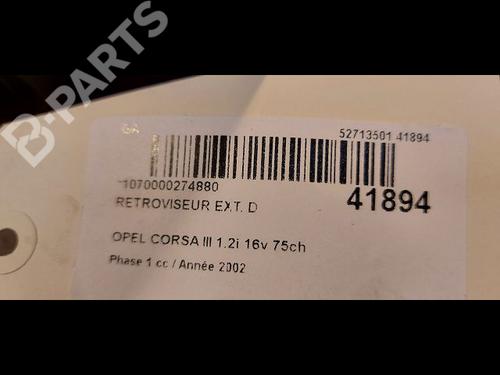 B-PARTS
GA
52713501 41894
1070000274880
41894
RETROVISEUR EXT. D
OPEL CORSA III 1.2i 16v 75ch
Phase 1 cc / Année 2002